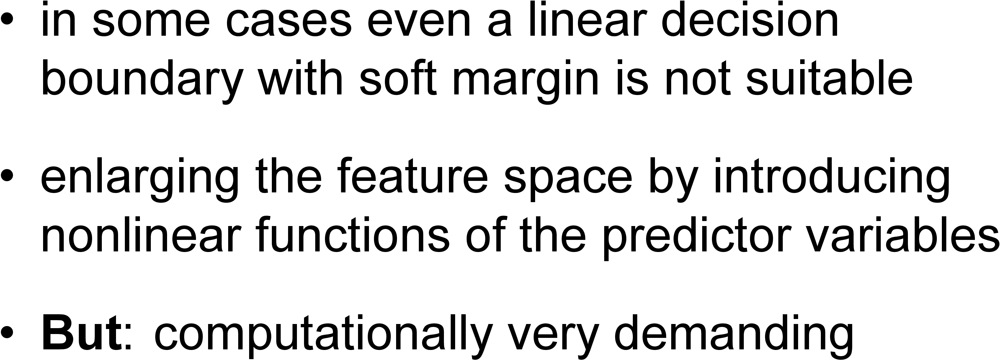 • in some cases even a linear decision
boundary with soft margin is not suitable
• enlarging the feature space by introducing
nonlinear functions of the predictor variables
• But: computationally very demanding